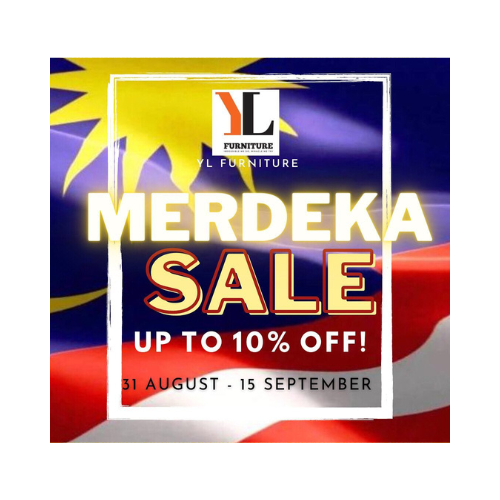 YL
FURNITURE
YL FURNITURE
MERDEKA
SALE
UP TO 10% OFF!
31 AUGUST - 15 SEPTEMBER